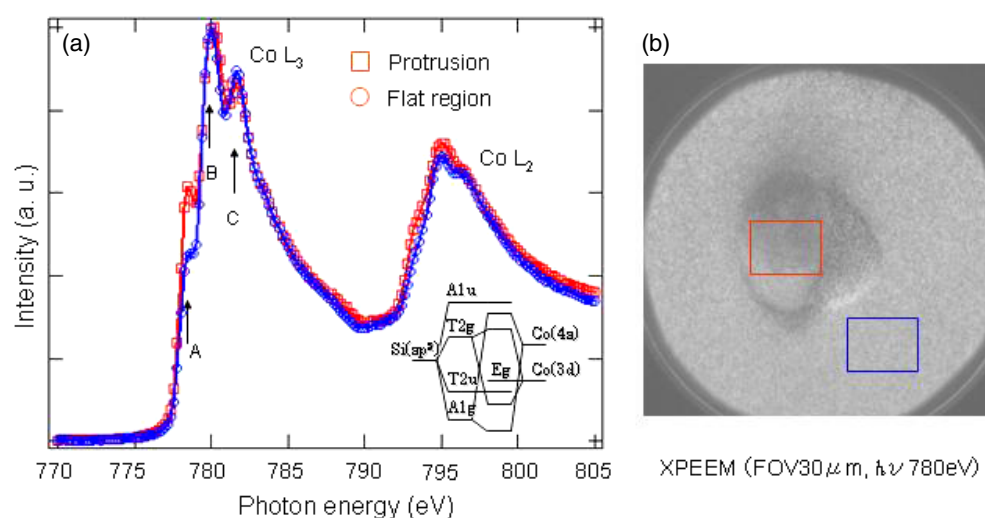 (a)
Co L3
Protrusion
Flat region
B
C
A
Co L2
A1u
T2g
Si(sp3)
Co(4a)
Eg
Co(3d)
T2u
A1g
770 775 780 785 790 795 800 805
Photon energy (eV)
Intensity (a. u.)
(b)
XPEEM (FOV30μm, hν 780eV)